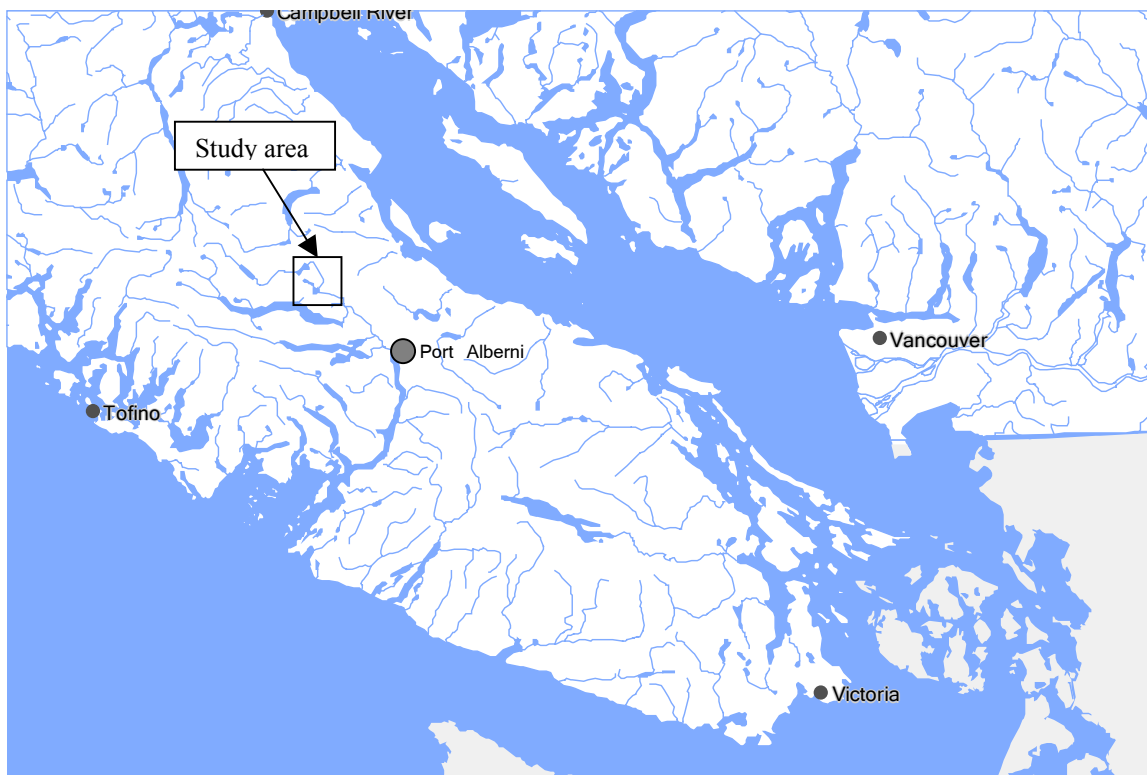 Campbell River
Study area
Vancouver
Port Alberni
Tofino
Victoria